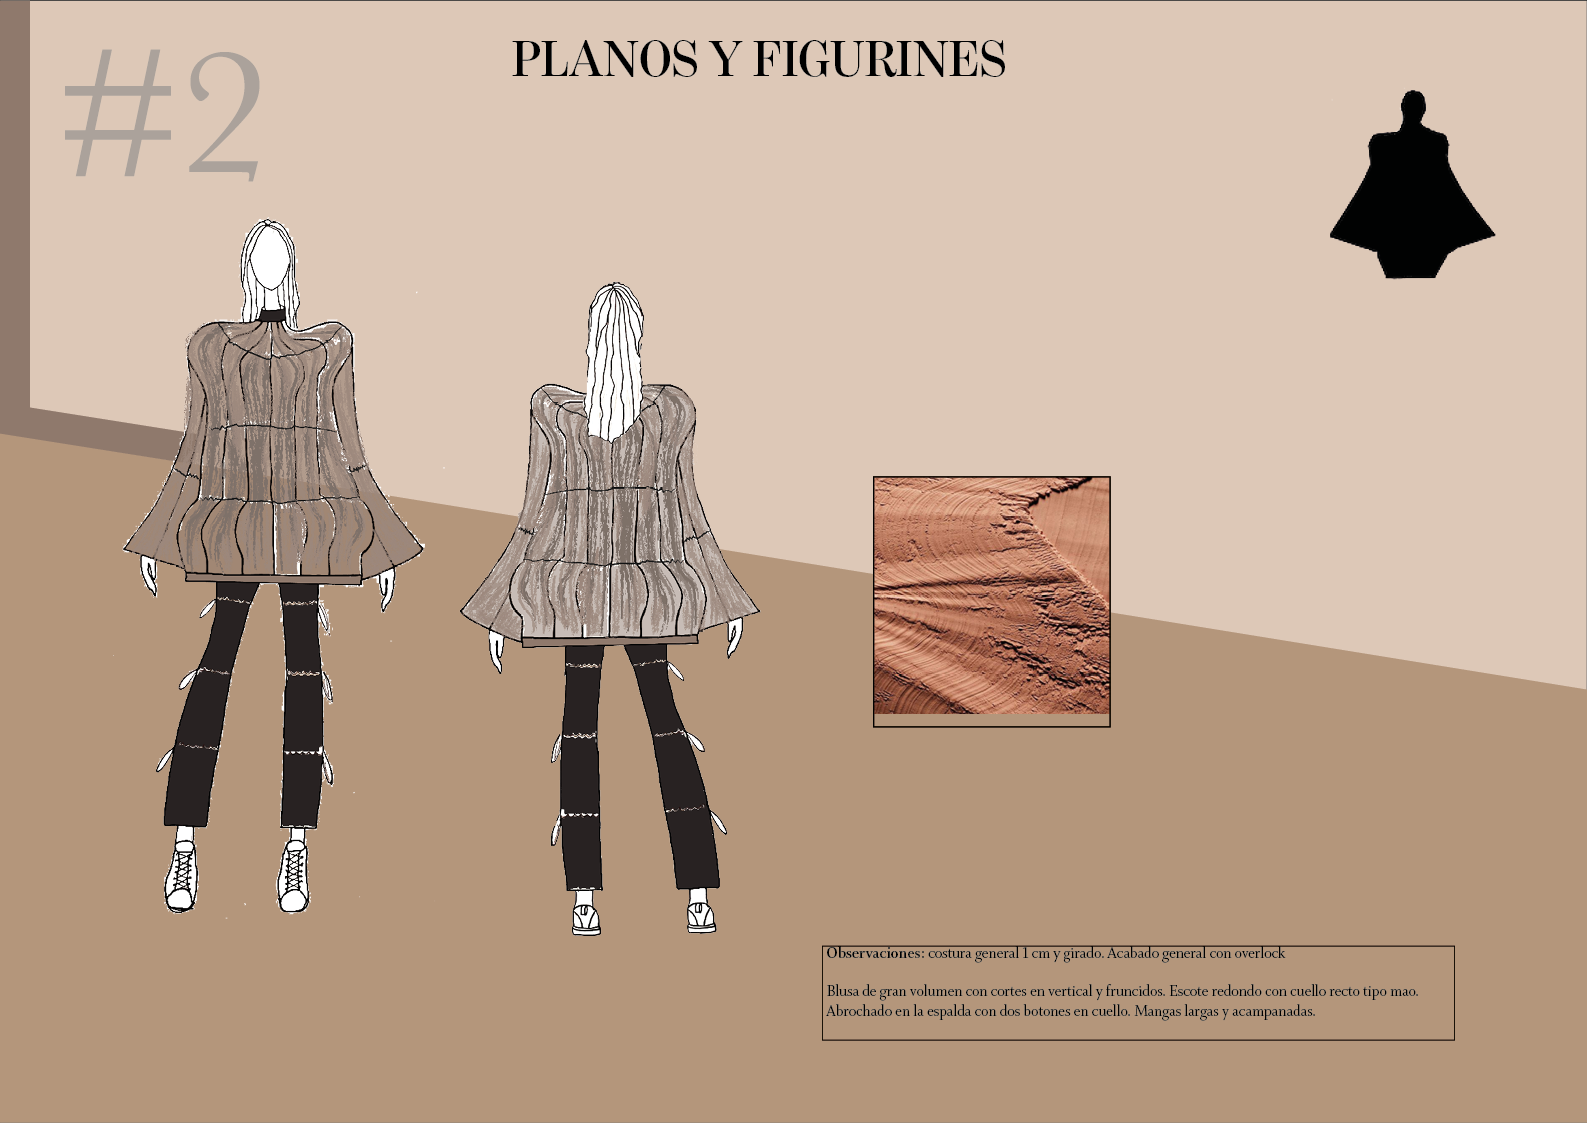 #2
PLANOS Y FIGURINES
Observaciones: costura general 1 cm y girado. Acabado general con overlock
Blusa de gran volumen con cortes en vertical y fruncidos. Escote redondo con cuello recto tipo mao.
Abrochado en la espalda con dos botones en cuello. Mangas largas y acampanadas.